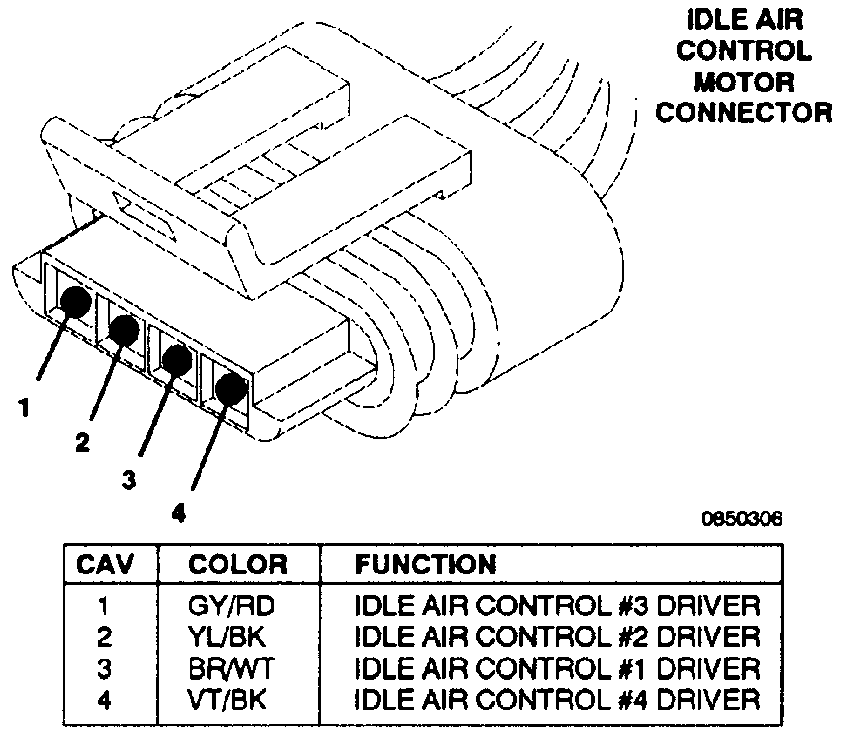 IDLE AIR
CONTROL
MOTOR
CONNECTOR
1
2
3
4
0850306
CAV COLOR FUNCTION
1 GY/RD IDLE AIR CONTROL #3 DRIVER
2 YL/BK IDLE AIR CONTROL #2 DRIVER
3 BR/WT IDLE AIR CONTROL #1 DRIVER
4 VT/BK IDLE AIR CONTROL #4 DRIVER